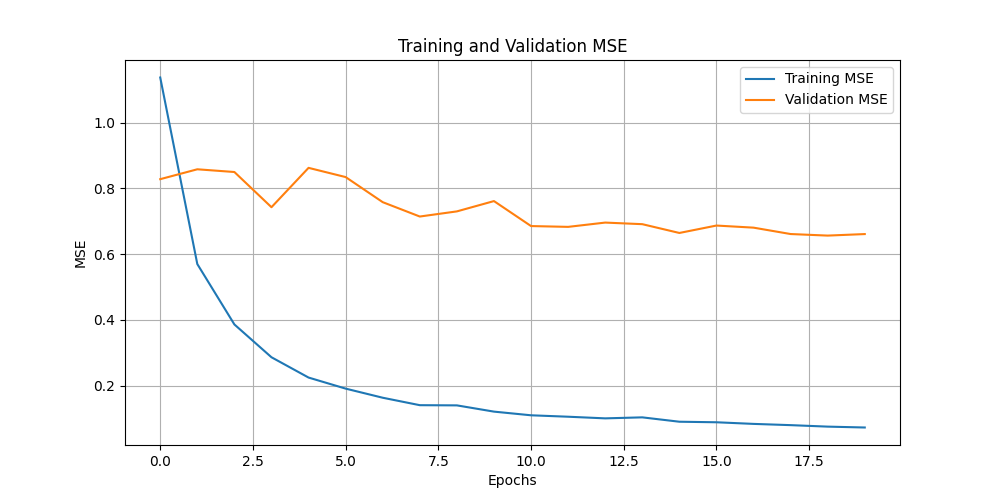 Training and Validation MSE
Training MSE
Validation MSE
MSE
1.0
0.8
0.6
0.4
0.2
0.0 2.5 5.0 7.5 10.0 12.5 15.0 17.5
Epochs